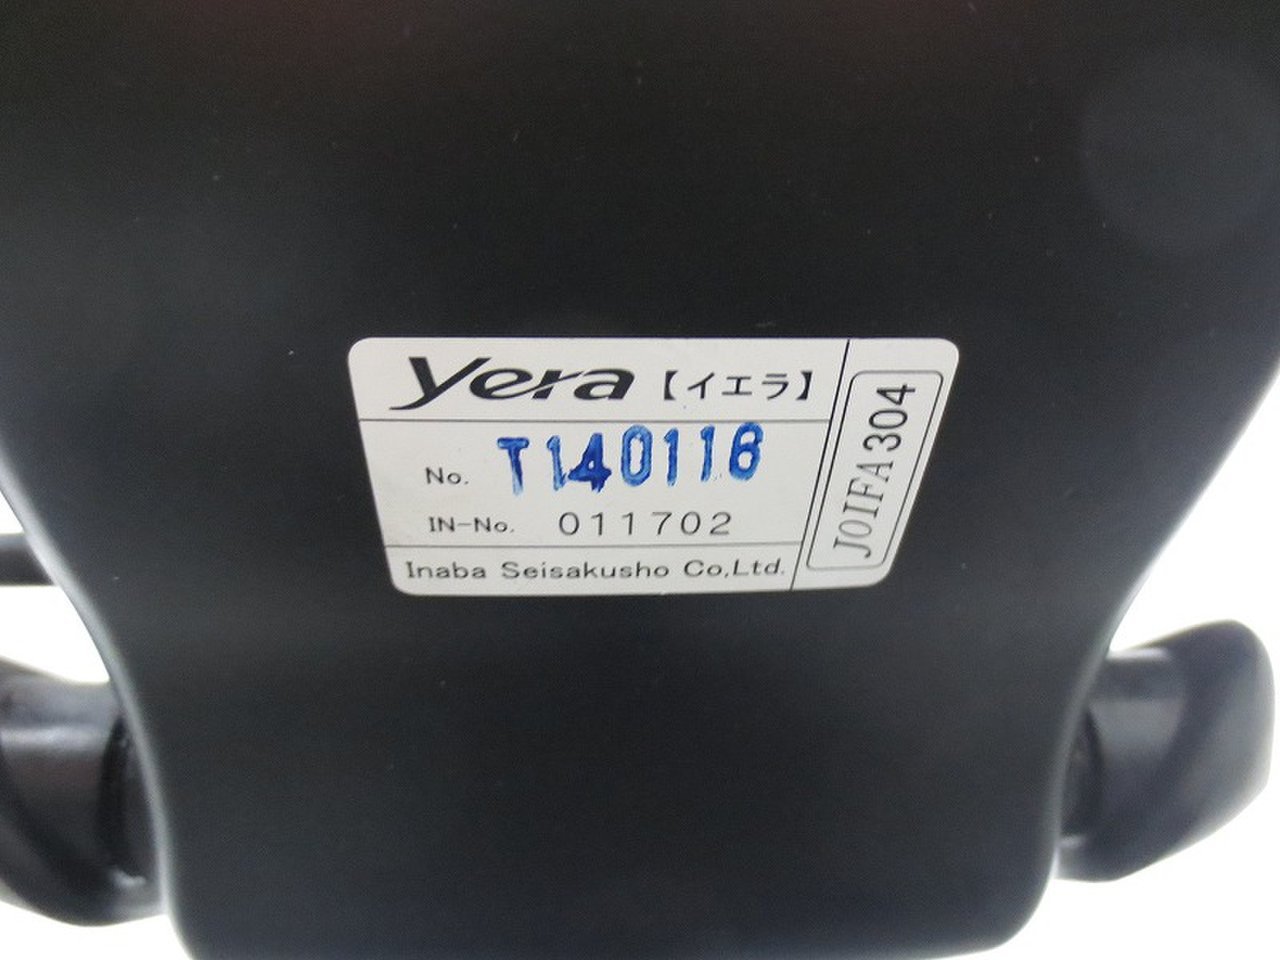 yera【イエラ】
No. T140116
IN-No. 011702
Inaba Seisakusho Co,Ltd.
JOIFA304